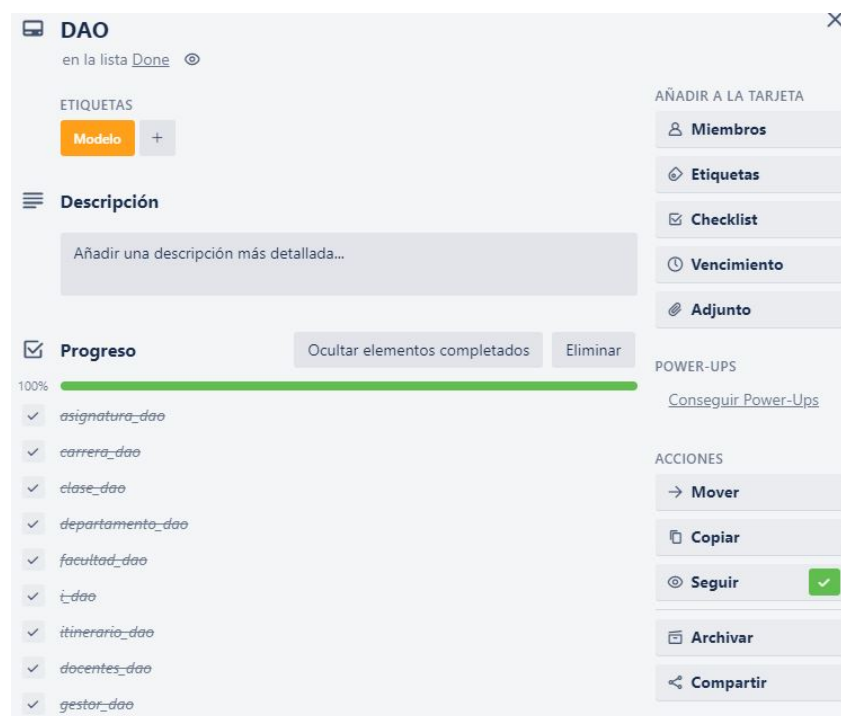 DAO
en la lista Done
ETIQUETAS
Modelo +
Descripción
Añadir una descripción más detallada...
Progreso Ocultar elementos completados Eliminar
100%
asignatura_dao
carrera_dao
clase_dao
departamento_dao
facultad_dao
i_dao
itinerario_dao
docentes_dao
gestor_dao
AÑADIR A LA TARJETA
Miembros
Etiquetas
Checklist
Vencimiento
Adjunto
POWER-UPS
Conseguir Power-Ups
ACCIONES
Mover
Copiar
Seguir
Archivar
Compartir